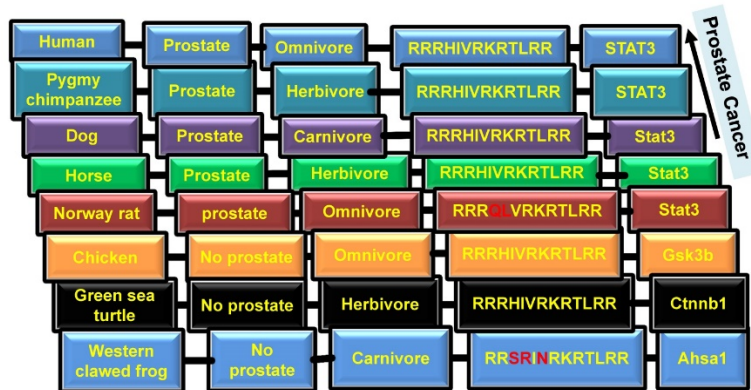 Human Prostate Omnivore RRRHIVRKRTLRR STAT3
Pygmy
chimpanzee Prostate Herbivore RRRHIVRKRTLRR STAT3
Dog Prostate Carnivore RRRHIVRKRTLRR Stat3
Horse Prostate Herbivore RRRHIVRKRTLRR Stat3
Norway rat prostate Omnivore RRRQLVRKRTLRR Stat3
Chicken No prostate Omnivore RRRHIVRKRTLRR Gsk3b
Green sea
turtle No prostate Herbivore RRRHIVRKRTLRR Ctnnb1
Western
clawed frog No
prostate Carnivore RRSRINRKRTLRR Ahsa1
Prostate Cancer